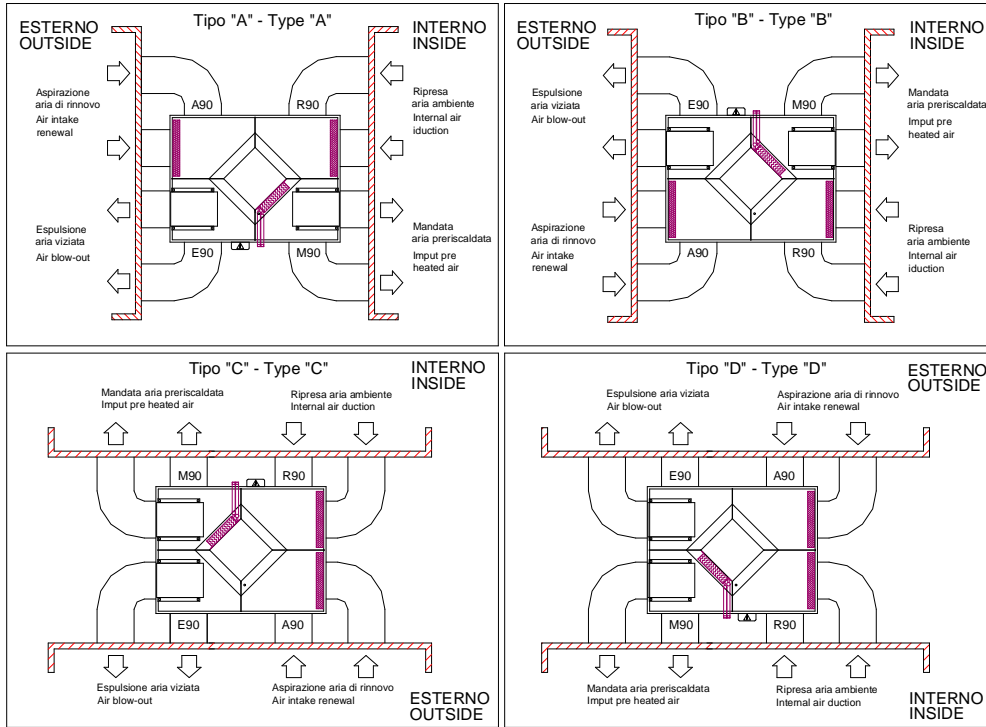 Tipo "A" - Type "A"
ESTERNO
OUTSIDE
INTERNO
INSIDE
Aspirazione
aria di rinnovo
Air intake
renewal
A90
R90
Ripresa
aria ambiente
Internal air
iduction
Espulsione
aria viziata
Air blow-out
E90
M90
Mandata
aria preriscaldata
Imput pre
heated air
Tipo "B" - Type "B"
ESTERNO
OUTSIDE
INTERNO
INSIDE
Espulsione
aria viziata
Air blow-out
E90
M90
Mandata
aria preriscaldata
Imput pre
heated air
Aspirazione
aria di rinnovo
Air intake
renewal
A90
R90
Ripresa
aria ambiente
Internal air
iduction
Tipo "C" - Type "C"
INTERNO
INSIDE
Mandata aria preriscaldata
Imput pre heated air
Ripresa aria ambiente
Internal air duction
M90
R90
E90
A90
Espulsione aria viziata
Air blow-out
Aspirazione aria di rinnovo
Air intake renewal
ESTERNO
OUTSIDE
Tipo "D" - Type "D"
ESTERNO
OUTSIDE
Espulsione aria viziata
Air blow-out
Aspirazione aria di rinnovo
Air intake renewal
E90
A90
M90
R90
Mandata aria preriscaldata
Imput pre heated air
Ripresa aria ambiente
Internal air iduction
INTERNO
INSIDE